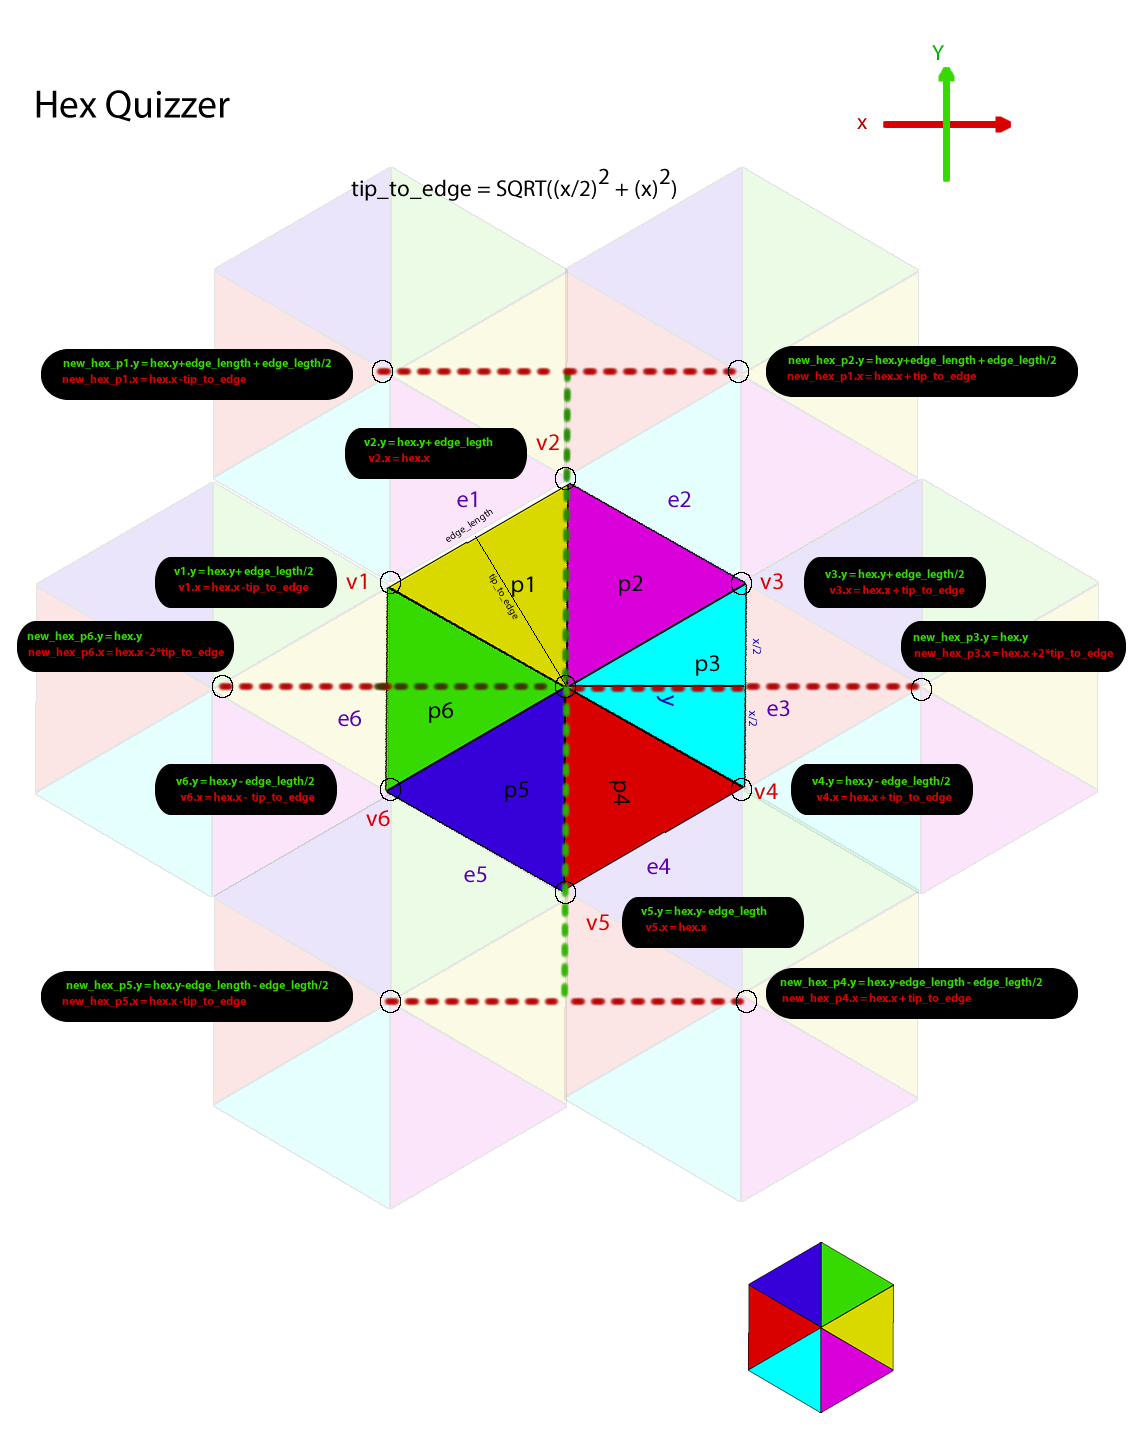 Y
Hex Quizzer
x
tip_to_edge = SQRT((x/2)² + (x)²)
new_hex_p1.y = hex.y+edge_length + edge_legth/2
new_hex_p1.x = hex.x -tip_to_edge
new_hex_p2.y = hex.y+edge_length + edge_legth/2
new_hex_p1.x = hex.x + tip_to_edge
v2.y = hex.y+ edge_legth
v2.x = hex.x
v2
e1
e2
edge_length
tip_to_edge
v1.y = hex.y+ edge_legth/2
v1.x = hex.x -tip_to_edge
v1
p1
p2
v3
v3.y = hex.y+ edge_legth/2
v3.x = hex.x + tip_to_edge
new_hex_p6.y = hex.y
new_hex_p6.x = hex.x -2*tip_to_edge
x/2
new_hex_p3.y = hex.y
new_hex_p3.x = hex.x +2*tip_to_edge
p3
y
e6
p6
x/2
e3
v6.y = hex.y - edge_legth/2
v6.x = hex.x - tip_to_edge
v6
p5
p4
v4
v4.y = hex.y - edge_legth/2
v4.x = hex.x + tip_to_edge
e5
e4
v5
v5.y = hex.y- edge_legth
v5.x = hex.x
new_hex_p5.y = hex.y-edge_length - edge_legth/2
new_hex_p5.x = hex.x -tip_to_edge
new_hex_p4.y = hex.y-edge_length - edge_legth/2
new_hex_p4.x = hex.x + tip_to_edge